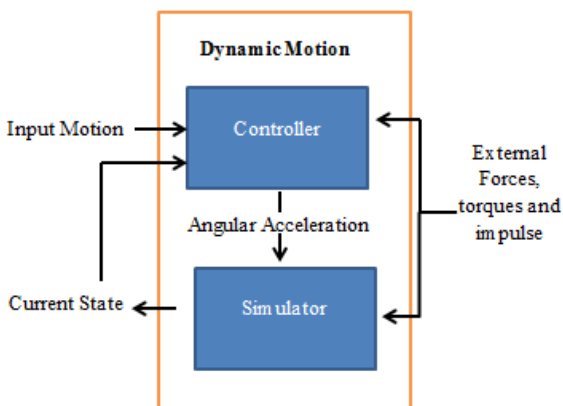 Dynamic Motion
Input Motion
Controller
External
Forces,
torques and
impulse
Angular Acceleration
Current State
Simulator